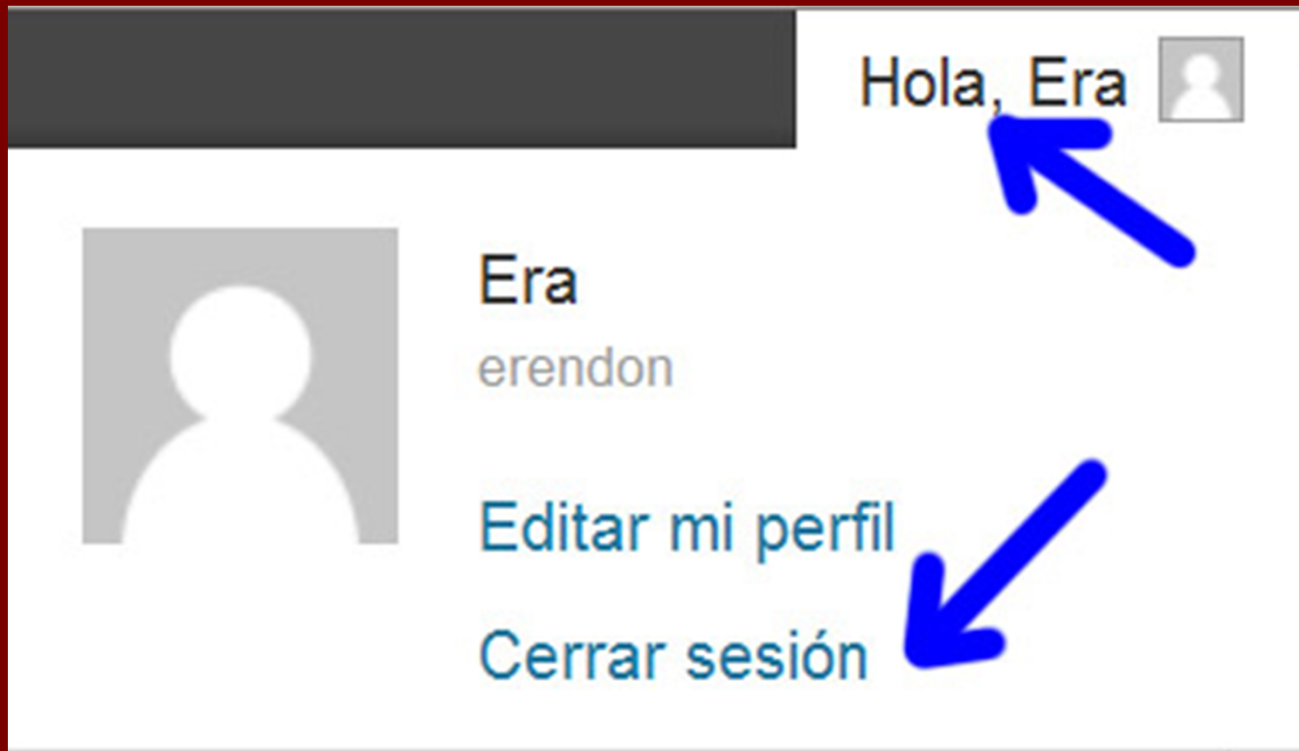 Hola, Era
Era
erendon
Editar mi perfil
Cerrar sesión